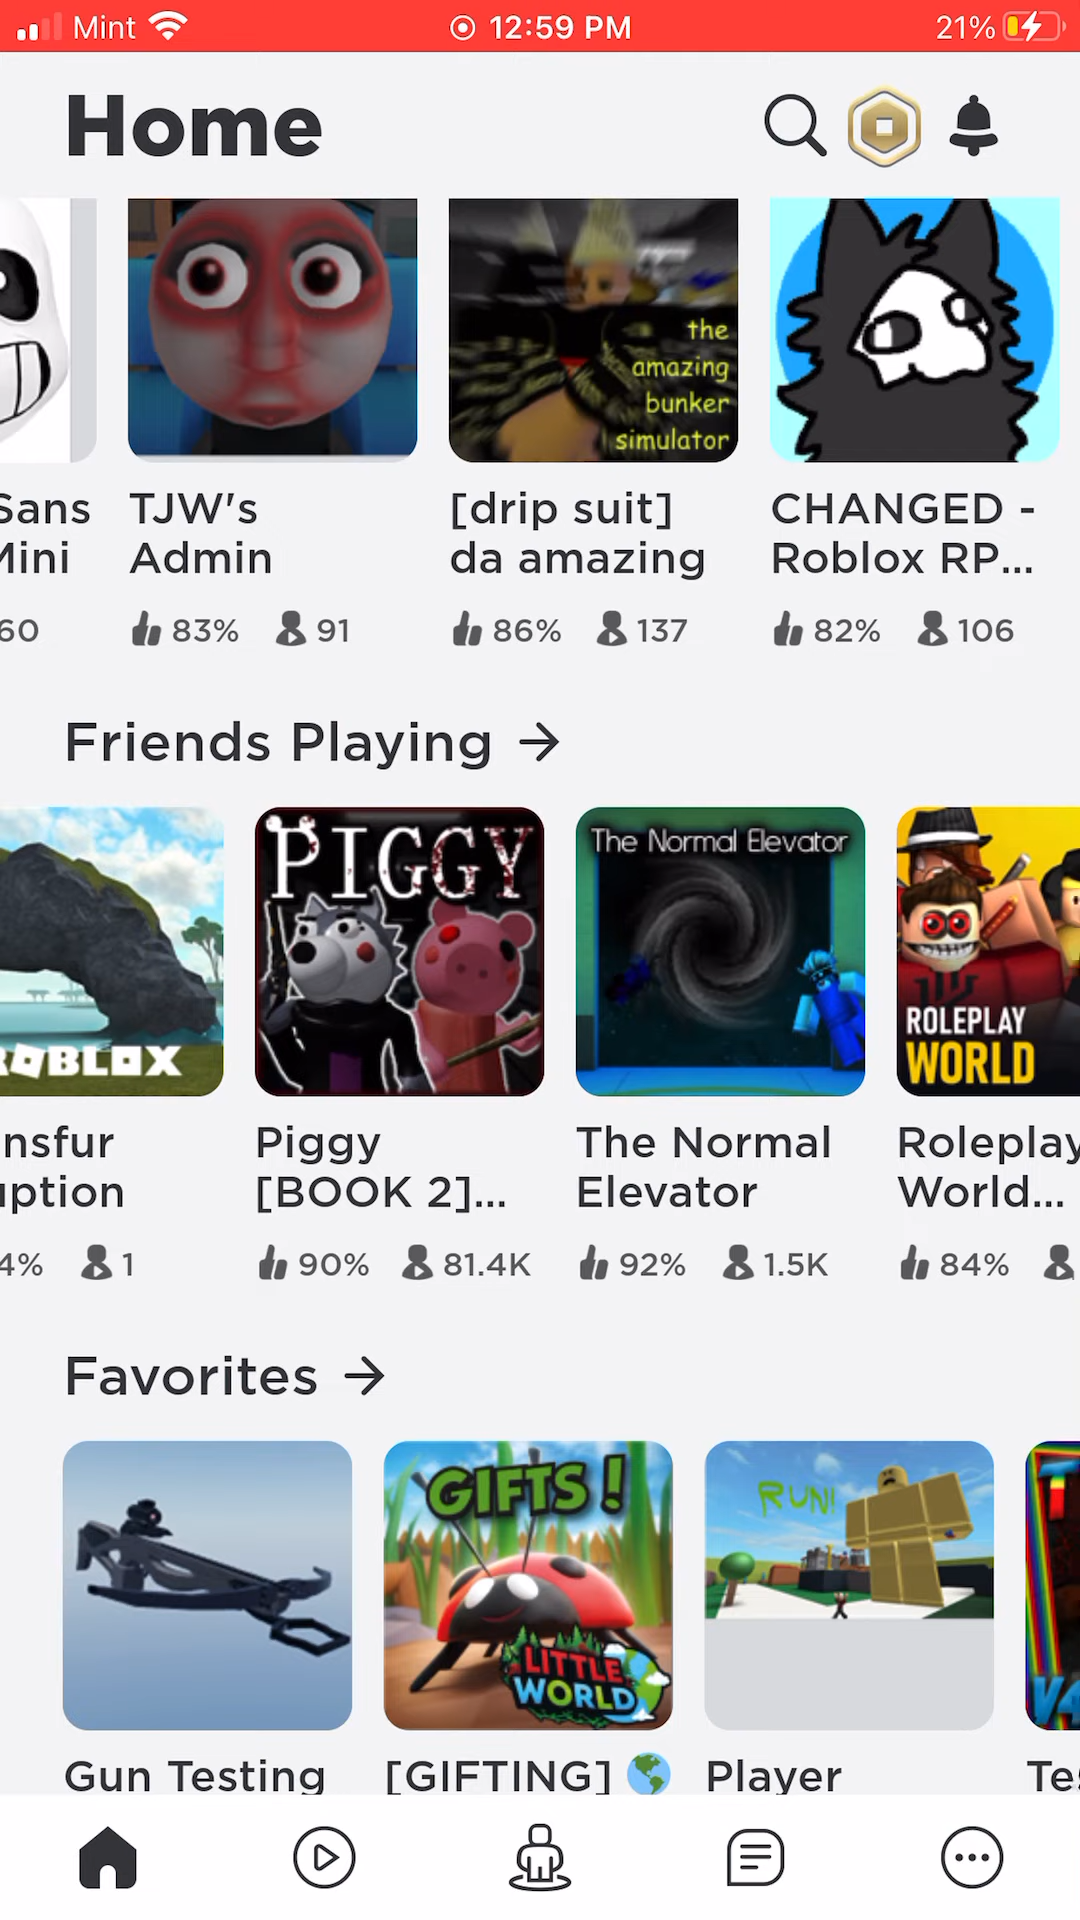 Mint 12:59 PM 21%
Home
the
amazing
bunker
simulator
Sans
Mini
60
TJW's
Admin
83% 91
[drip suit]
da amazing
86% 137
CHANGED -
Roblox RP...
82% 106
Friends Playing →
ROBLOX
nsfur
uption
4% 1
PIGGY
Piggy
[BOOK 2]...
90% 81.4K
The Normal Elevator
The Normal
Elevator
92% 1.5K
ROLEPLAY
WORLD
Roleplay
World...
84%
Favorites →
Gun Testing
GIFTS!
LITTLE
WORLD
[GIFTING] 🌎
RUN!
Player
Tes